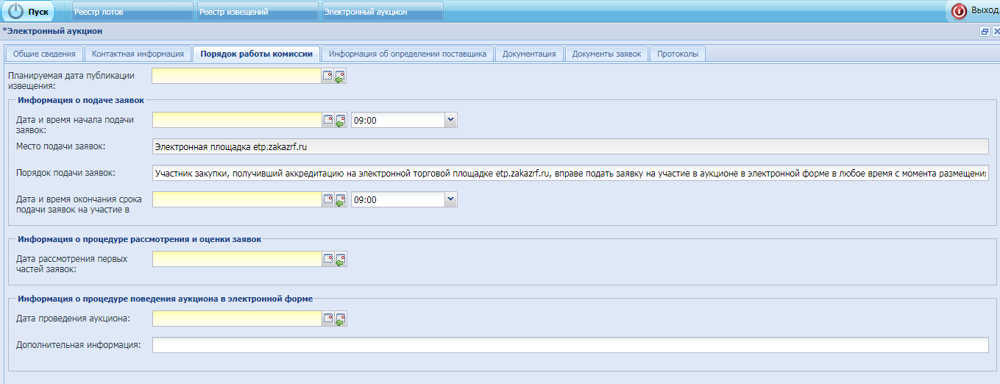 Пуск
Реестр лотов
Реестр извещений
Электронный аукцион
Выход
*Электронный аукцион
Общие сведения
Контактная информация
Порядок работы комиссии
Информация об определении поставщика
Документация
Документы заявок
Протоколы
Планируемая дата публикации
извещения:
Информация о подаче заявок
Дата и время начала подачи
заявок:
09:00
Место подачи заявок:
Электронная площадка etp.zakazrf.ru
Порядок подачи заявок:
Участник закупки, получивший аккредитацию на электронной торговой площадке etp.zakazrf.ru, вправе подать заявку на участие в аукционе в электронной форме в любое время с момента размещения
Дата и время окончания срока
подачи заявок на участие в
09:00
Информация о процедуре рассмотрения и оценки заявок
Дата рассмотрения первых
частей заявок:
Информация о процедуре поведения аукциона в электронной форме
Дата проведения аукциона:
Дополнительная информация: